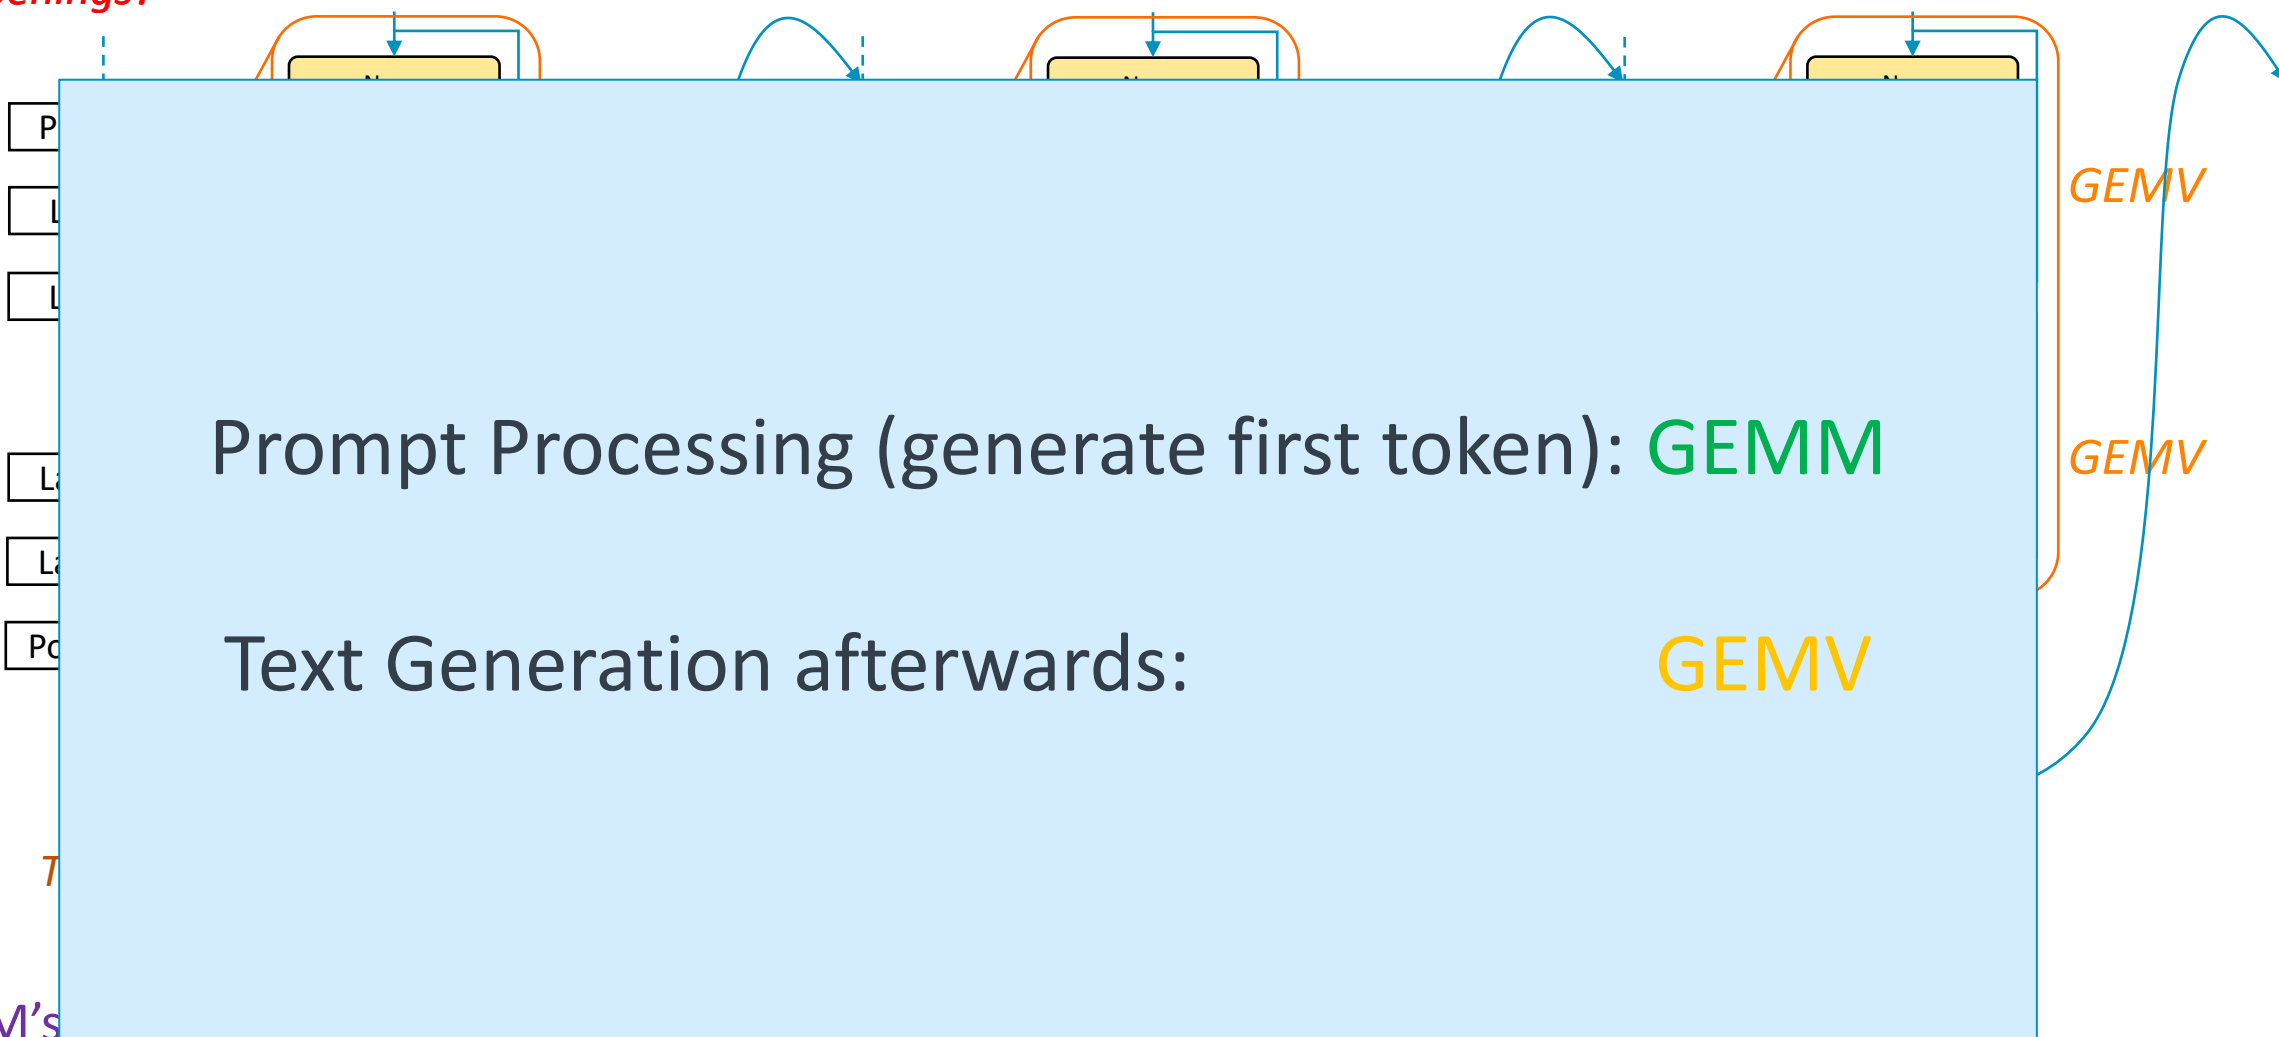 GEMV
Prompt Processing (generate first token): GEMM
GEMV
Text Generation afterwards: GEMV